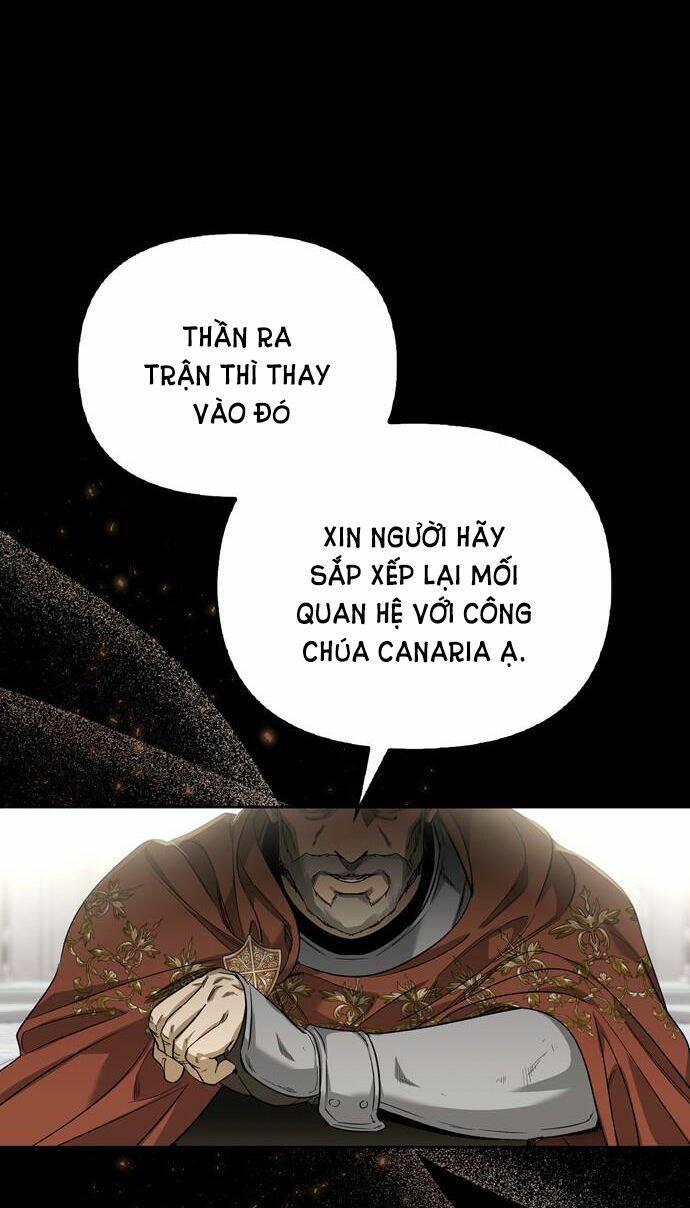 THẦN RA
TRẬN THÌ THAY
VÀO ĐÓ
XIN NGƯỜI HÃY
SẮP XẾP LẠI MỐI
QUAN HỆ VỚI CÔNG
CHÚA CANARIA Ạ.